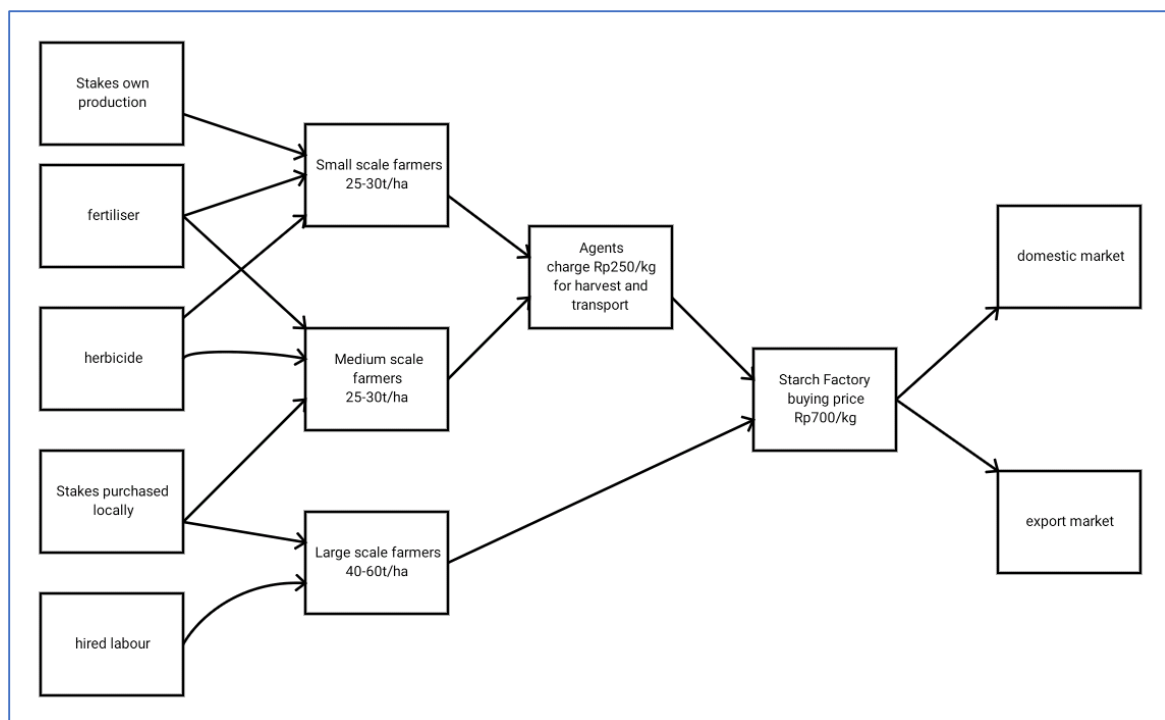 Stakes own
production
fertiliser
herbicide
Stakes purchased
locally
hired labour
Small scale farmers
25-30t/ha
Medium scale
farmers
25-30t/ha
Large scale farmers
40-60t/ha
Agents
charge Rp250/kg
for harvest and
transport
Starch Factory
buying price
Rp700/kg
domestic market
export market